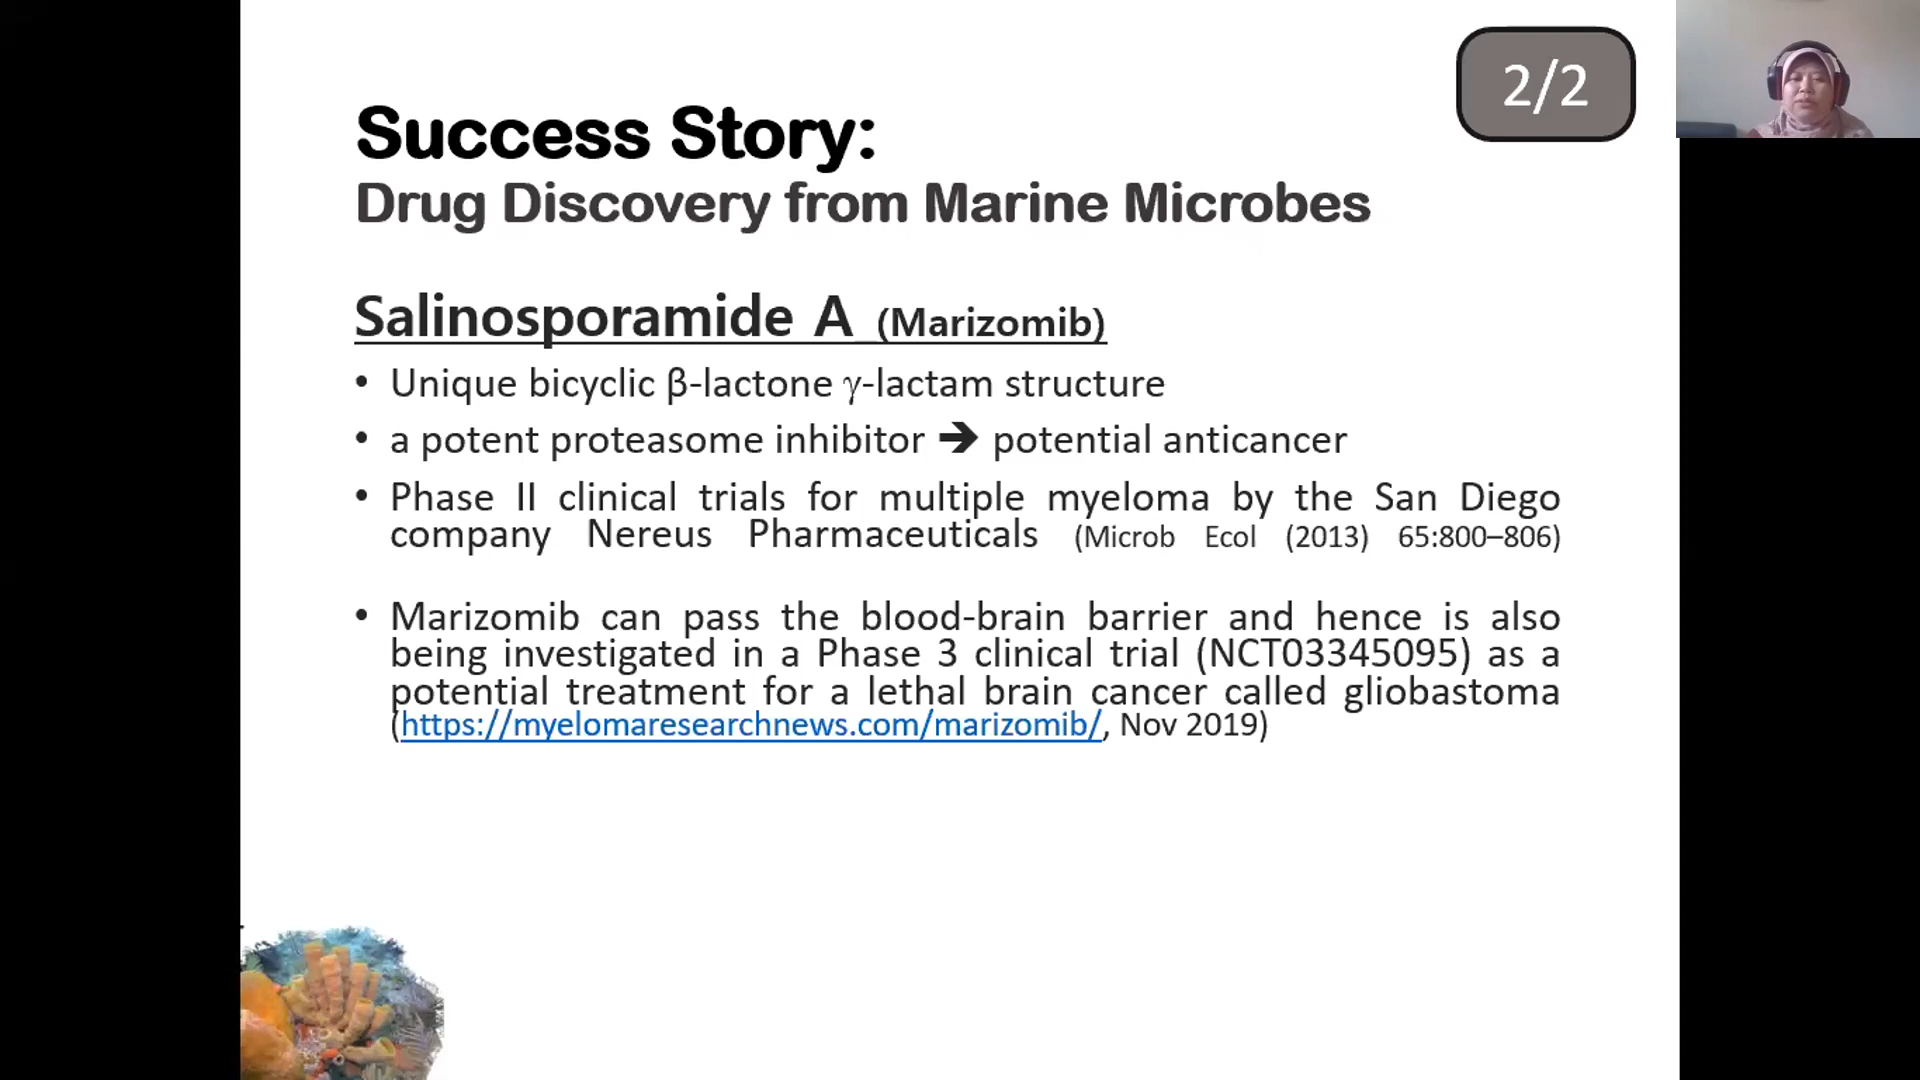 2/2
Success Story:
Drug Discovery from Marine Microbes
Salinosporamide A (Marizomib)
• Unique bicyclic β-lactone γ-lactam structure
• a potent proteasome inhibitor ➔ potential anticancer
• Phase II clinical trials for multiple myeloma by the San Diego
company Nereus Pharmaceuticals (Microb Ecol (2013) 65:800–806)
• Marizomib can pass the blood-brain barrier and hence is also
being investigated in a Phase 3 clinical trial (NCT03345095) as a
potential treatment for a lethal brain cancer called gliobastoma
(https://myelomaresearchnews.com/marizomib/, Nov 2019)